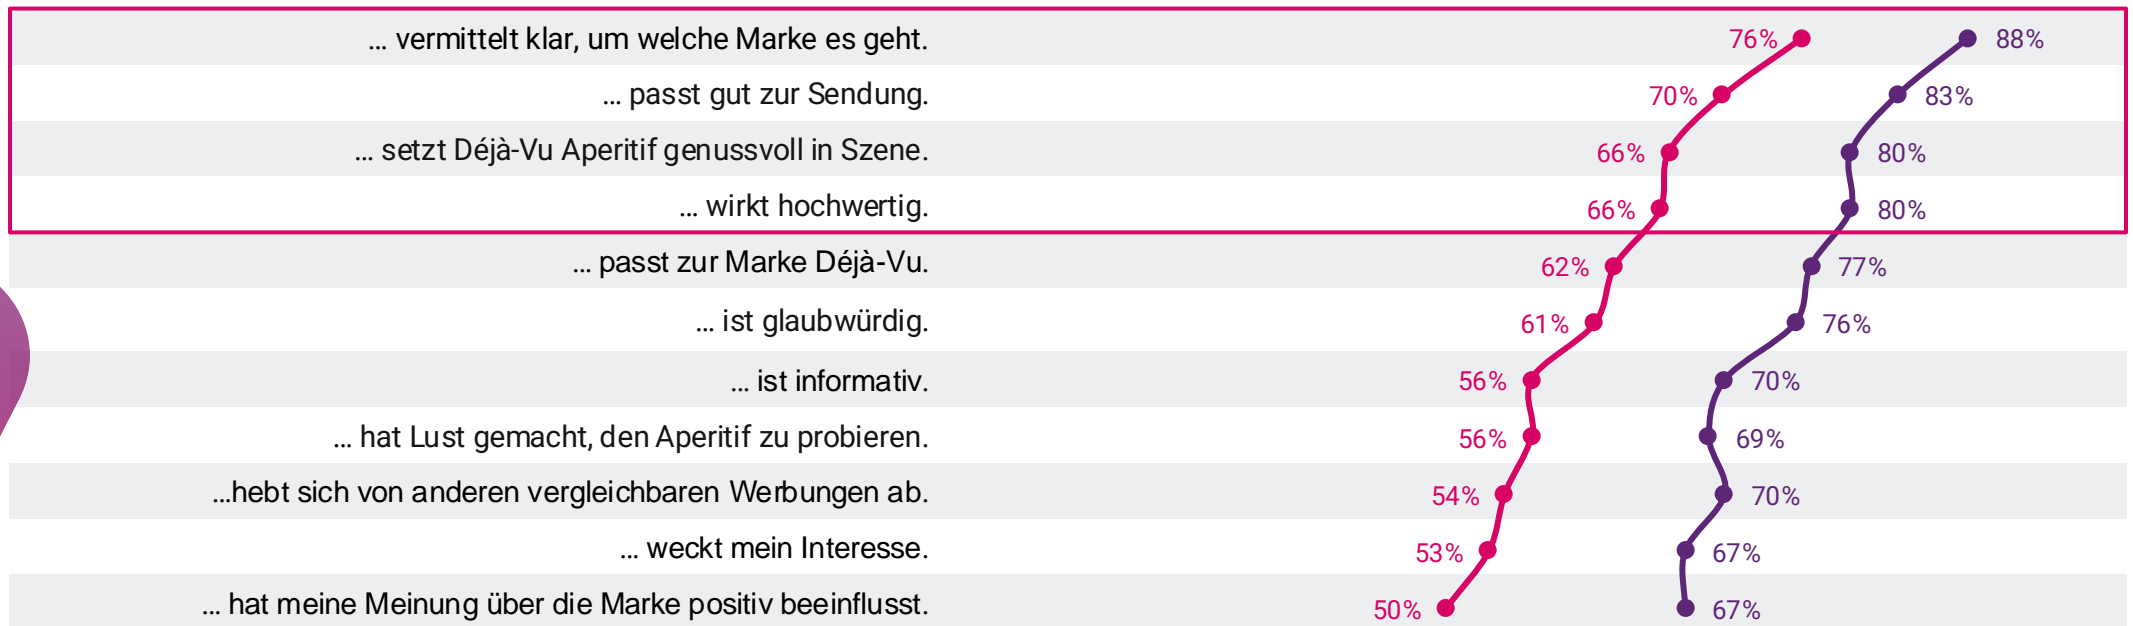 ... vermittelt klar, um welche Marke es geht. 76% 88%
... passt gut zur Sendung. 70% 83%
... setzt Déjà-Vu Aperitif genussvoll in Szene. 66% 80%
... wirkt hochwertig. 66% 80%
... passt zur Marke Déjà-Vu. 62% 77%
... ist glaubwürdig. 61% 76%
... ist informativ. 56% 70%
... hat Lust gemacht, den Aperitif zu probieren. 56% 69%
...hebt sich von anderen vergleichbaren Werbungen ab. 54% 70%
... weckt mein Interesse. 53% 67%
... hat meine Meinung über die Marke positiv beeinflusst. 50% 67%